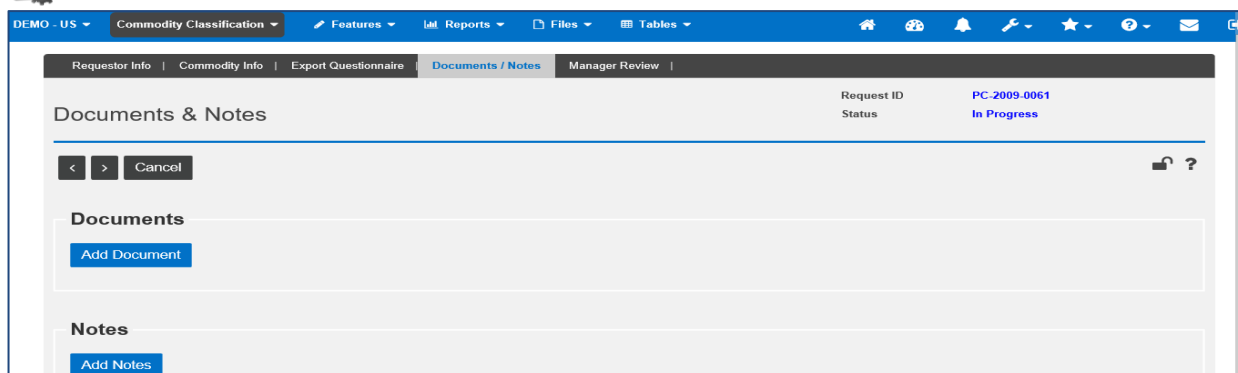 DEMO - US Commodity Classification Features Reports Files Tables
Requestor Info | Commodity Info | Export Questionnaire | Documents / Notes Manager Review |
Request ID PC-2009-0061
Documents & Notes
Status In Progress
< > Cancel ?
Documents
Add Document
Notes
Add Notes